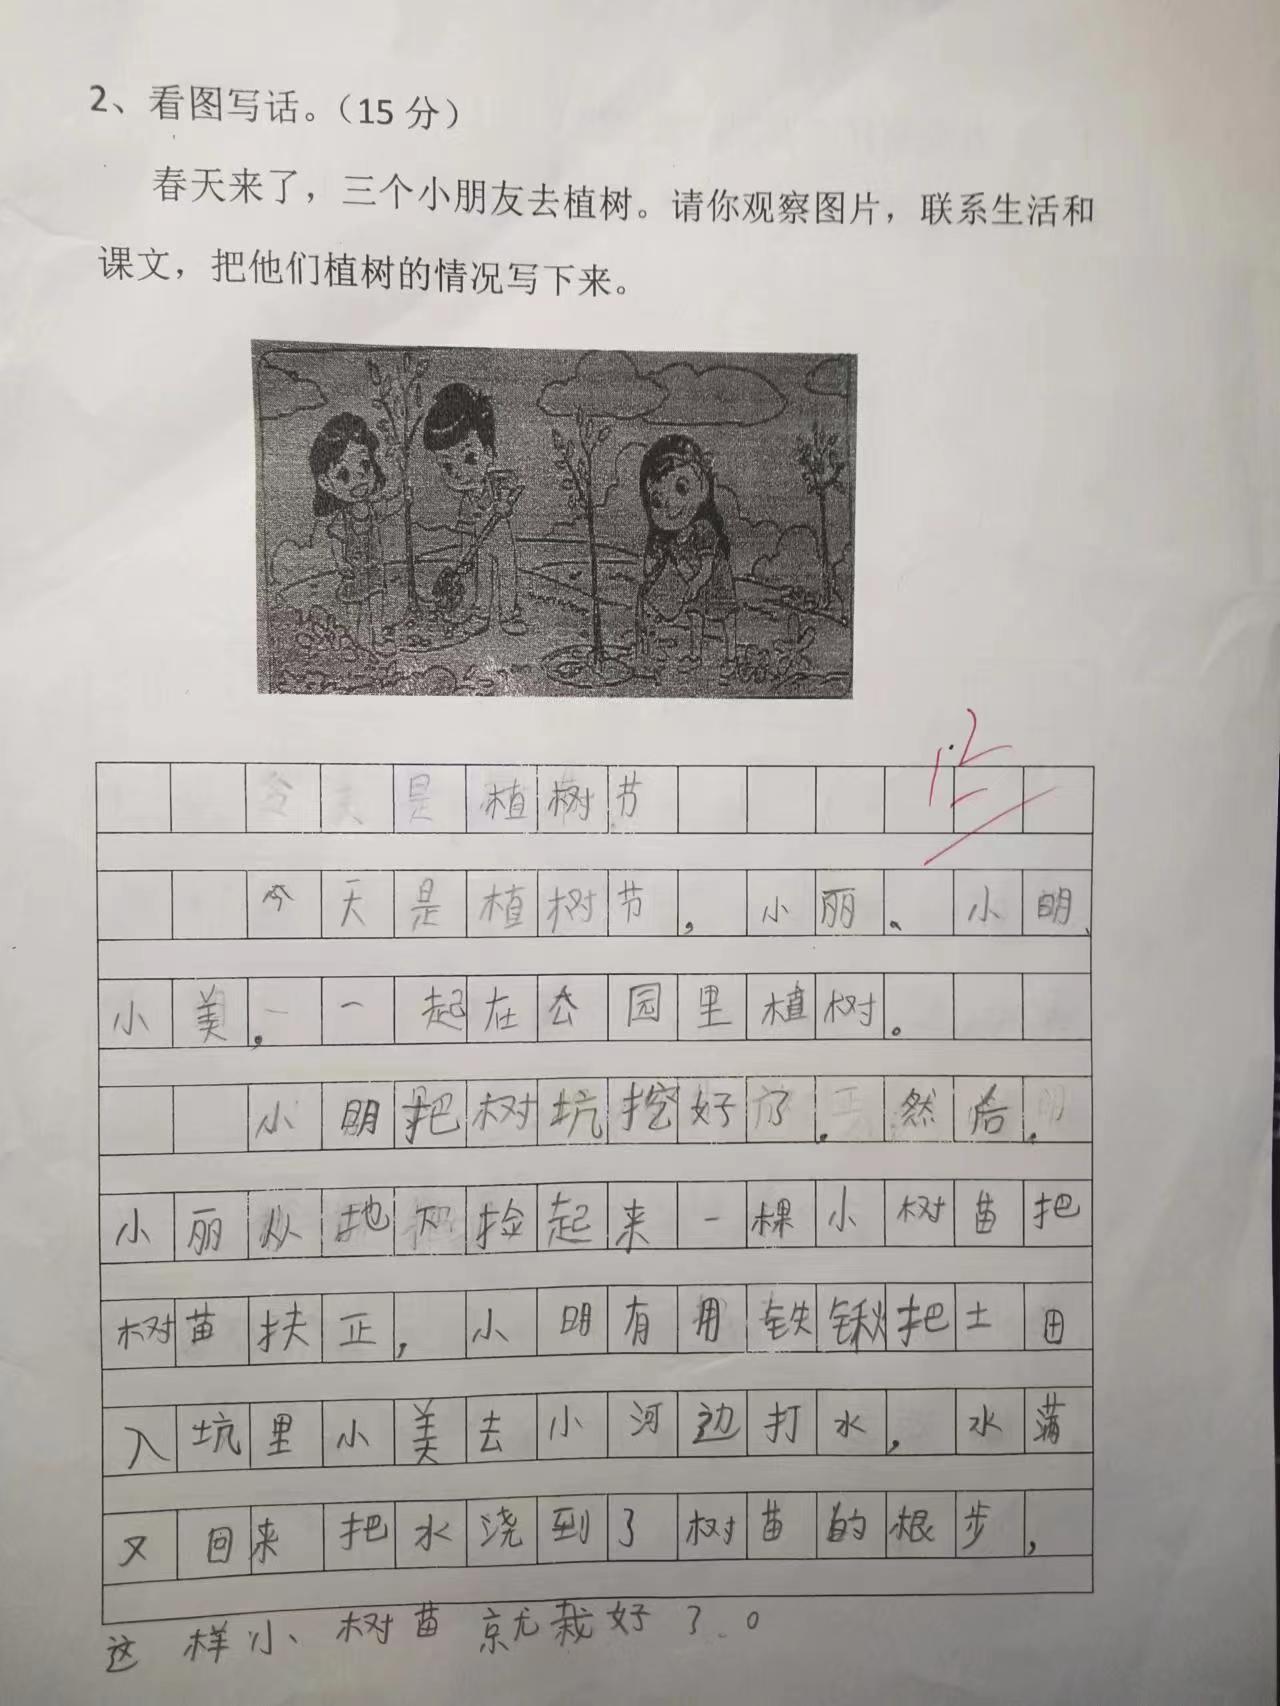 2、看图写话。（15 分）
春天来了，三个小朋友去植树。请你观察图片，联系生活和
课文，把他们植树的情况写下来。
12
是植树节
今天是植树节，小丽、小明、
小美，一起在公园里植树。
小明把树坑挖好了，然后，
小丽从地下捡起来一棵小树苗把
树苗扶正，小明有用铁锹把土田
入坑里小美去小河边打水，水满
又回来把水浇到了树苗的根步，
这样小树苗就栽好了。